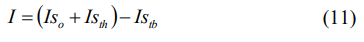 I = (Is_o + Is_th) − Is_tb (11)